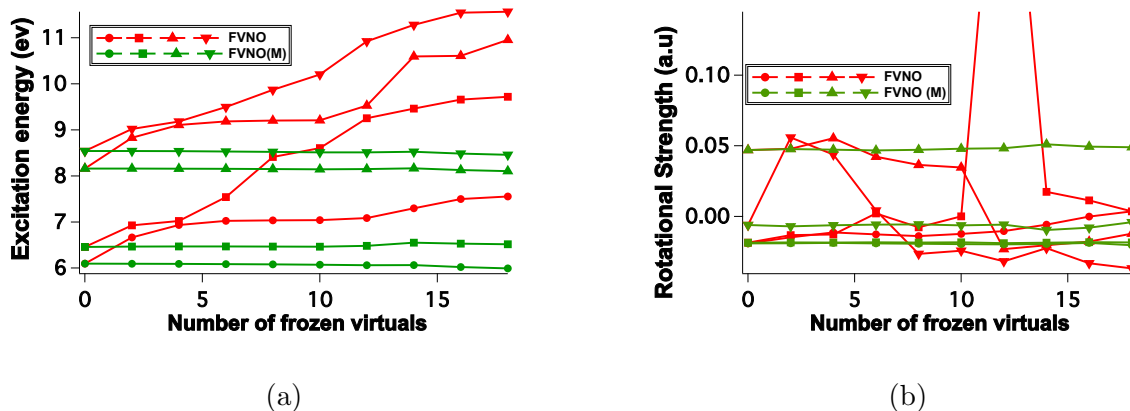 Excitation energy (ev)
11
10
9
8
7
6
FVNO
FVNO(M)
0
5
10
15
Number of frozen virtuals
(a)
Rotational Strength (a.u)
0.10
0.05
0.00
FVNO
FVNO (M)
0
5
10
15
Number of frozen virtuals
(b)